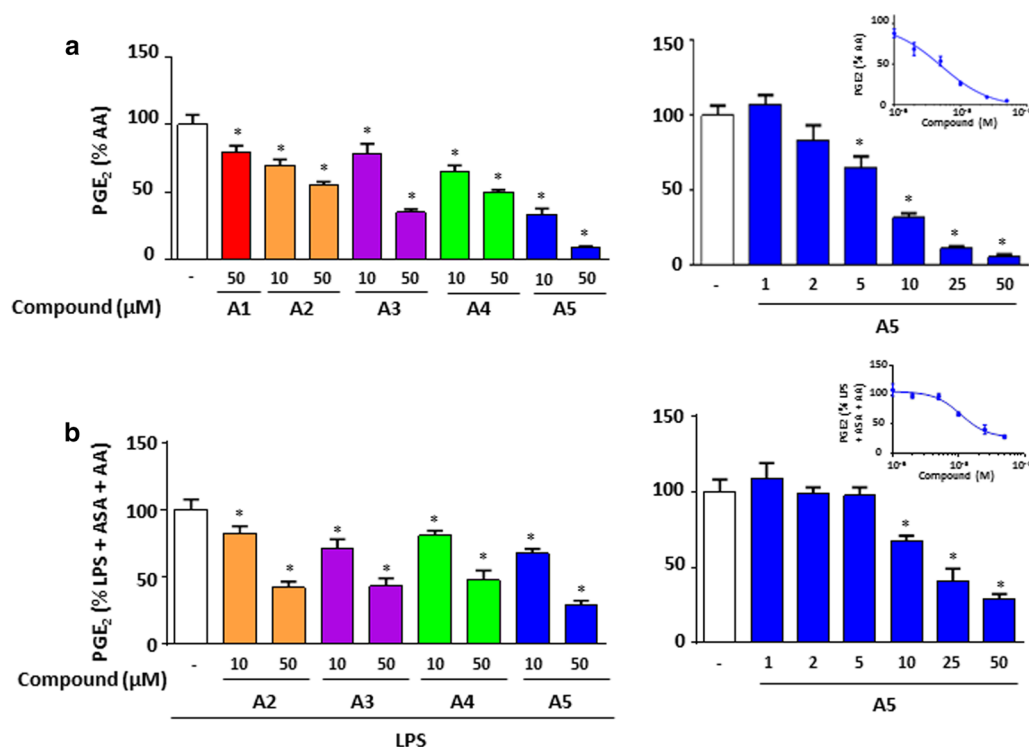 a
150
100
50
0
PGE2 (% AA)
* * * * * * * * *
- 50 10 50 10 50 10 50 10 50
Compound (μM)
A1 A2 A3 A4 A5
150
100
50
0
* * * *
- 1 2 5 10 25 50
A5
100
50
0
PGE2 (% AA)
Compound (M)
b
150
100
50
0
PGE2 (% LPS + ASA + AA)
* * * * * * * *
- 10 50 10 50 10 50 10 50
Compound (μM)
A2 A3 A4 A5
LPS
150
100
50
0
* * *
- 1 2 5 10 25 50
A5
150
100
50
0
PGE2 (% LPS
+ ASA + AA)
Compound (M)